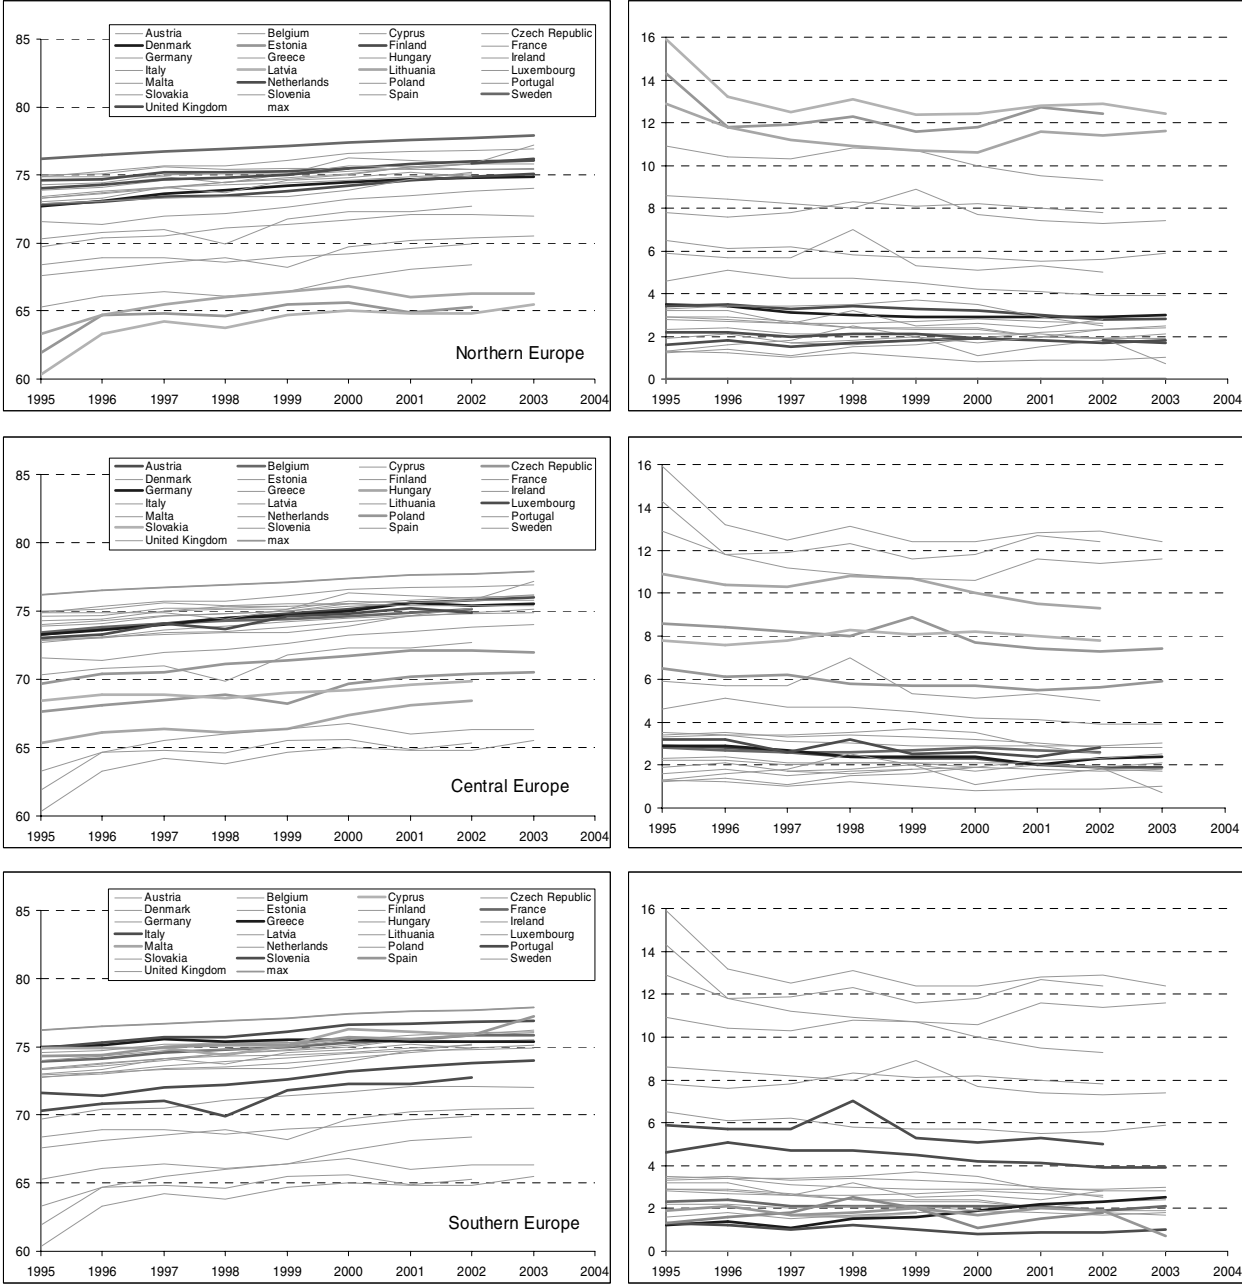 Austria Belgium Cyprus Czech Republic
85 Denmark Estonia Finland France
Germany Greece Hungary Ireland
Italy Latvia Lithuania Luxembourg
Malta Netherlands Poland Portugal
Slovakia Slovenia Spain Sweden
80 United Kingdom max
75
70
65
Northern Europe
60
1995 1996 1997 1998 1999 2000 2001 2002 2003 2004
16
14
12
10
8
6
4
2
0
1995 1996 1997 1998 1999 2000 2001 2002 2003 2004
Austria Belgium Cyprus Czech Republic
85 Denmark Estonia Finland France
Germany Greece Hungary Ireland
Italy Latvia Lithuania Luxembourg
Malta Netherlands Poland Portugal
Slovakia Slovenia Spain Sweden
80 United Kingdom max
75
70
65
Central Europe
60
1995 1996 1997 1998 1999 2000 2001 2002 2003 2004
16
14
12
10
8
6
4
2
0
1995 1996 1997 1998 1999 2000 2001 2002 2003 2004
Austria Belgium Cyprus Czech Republic
85 Denmark Estonia Finland France
Germany Greece Hungary Ireland
Italy Latvia Lithuania Luxembourg
Malta Netherlands Poland Portugal
Slovakia Slovenia Spain Sweden
United Kingdom max
80
75
70
65
Southern Europe
60
1995 1996 1997 1998 1999 2000 2001 2002 2003 2004
16
14
12
10
8
6
4
2
0
1995 1996 1997 1998 1999 2000 2001 2002 2003 2004